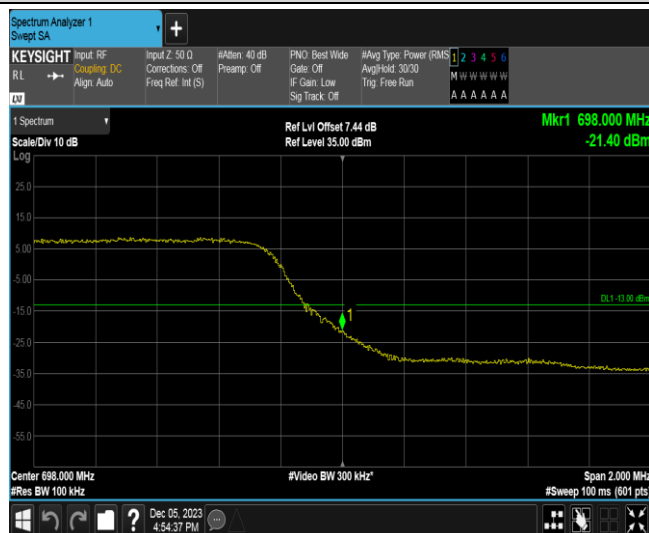 Spectrum Analyzer 1
Swept SA
KEYSIGHT
RL
LXI
Input: RF
Coupling: DC
Align: Auto
Input Z: 50 Ω
Corrections: Off
Freq Ref: Int (S)
#Atten: 40 dB
Preamp: Off
PNO: Best Wide
Gate: Off
IF Gain: Low
Sig Track: Off
#Avg Type: Power (RMS
Avg|Hold: 30/30
Trig: Free Run
1 2 3 4 5 6
M W W W W W
A A A A A A
1 Spectrum
Scale/Div 10 dB
Ref Lvl Offset 7.44 dB
Ref Level 35.00 dBm
Mkr1 698.000 MHz
-21.40 dBm
Log
25.0
15.0
5.00
-5.00
DL1 -13.00 dBm
-15.0
1
-25.0
-35.0
-45.0
-55.0
Center 698.000 MHz
#Video BW 300 kHz*
Span 2.000 MHz
#Res BW 100 kHz
#Sweep 100 ms (601 pts)
?
Dec 05, 2023
4:54:37 PM